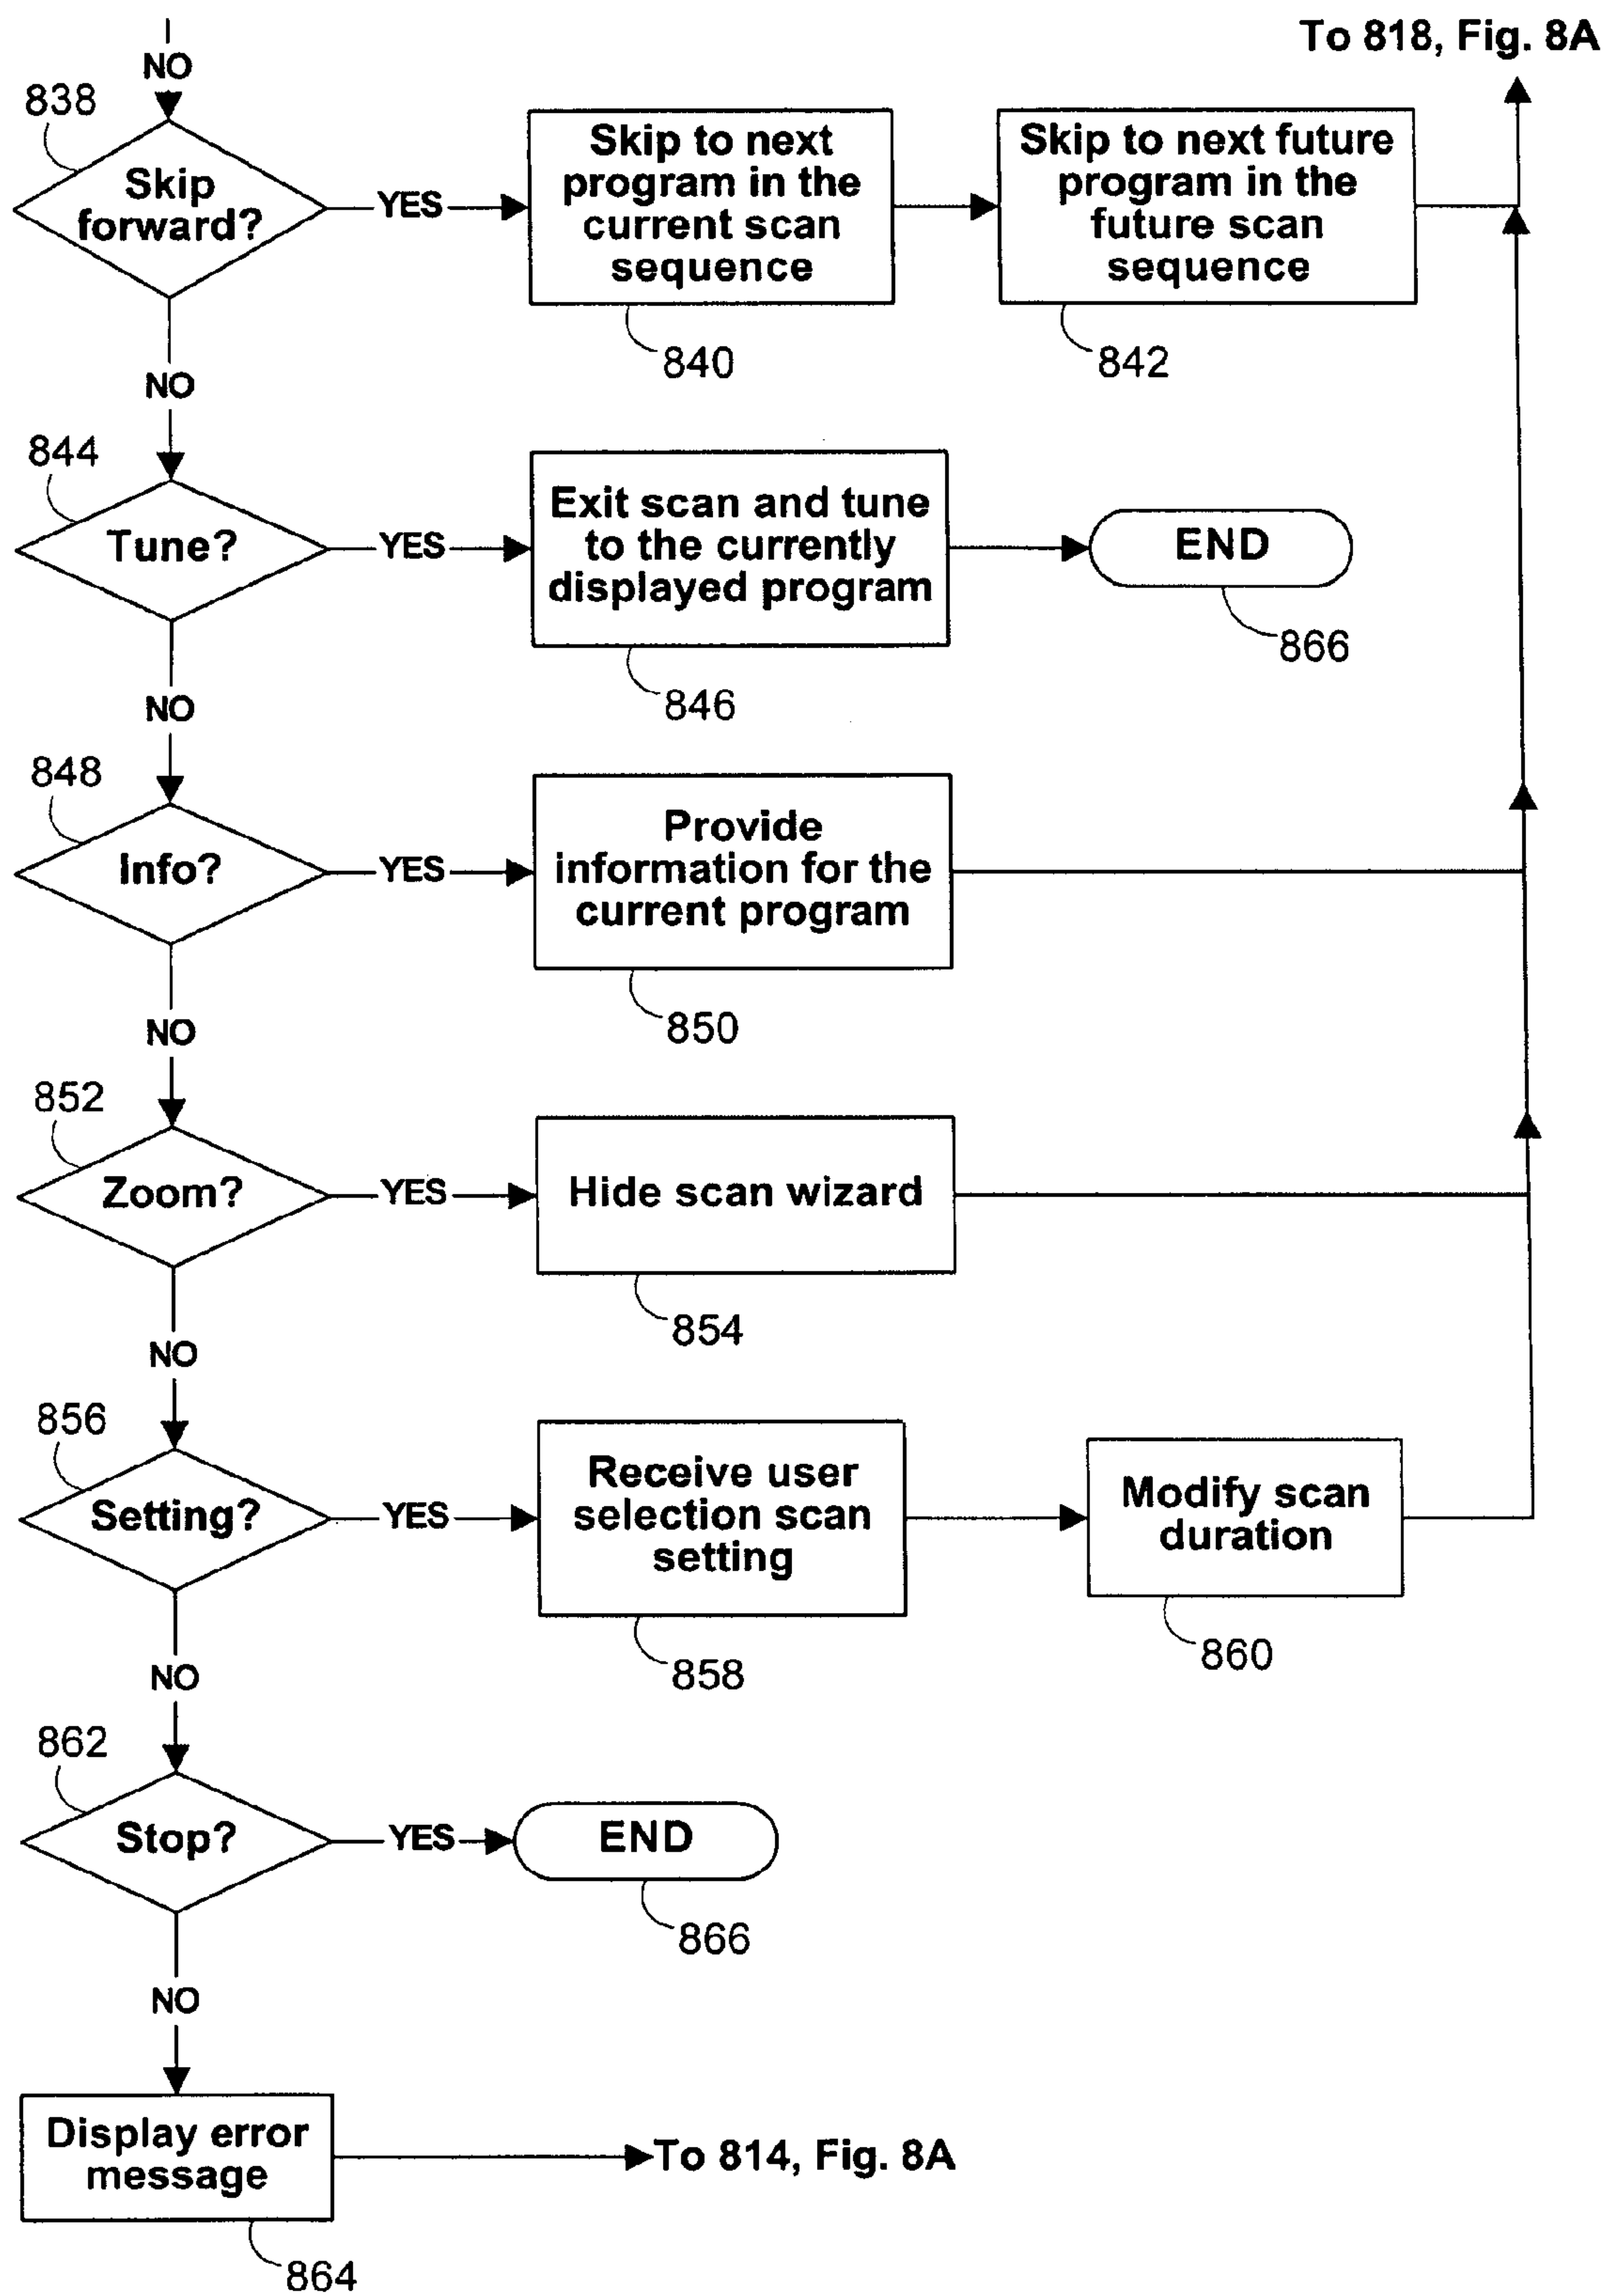 To 818, Fig. 8A
NO
838
Skip
forward?
YES
Skip to next
program in the
current scan
sequence
840
Skip to next future
program in the
future scan
sequence
842
NO
844
Tune?
YES
Exit scan and tune
to the currently
displayed program
846
END
866
NO
848
Info?
YES
Provide
information for the
current program
850
NO
852
Zoom?
YES
Hide scan wizard
854
NO
856
Setting?
YES
Receive user
selection scan
setting
858
Modify scan
duration
860
NO
862
Stop?
YES
END
866
NO
Display error
message
864
To 814, Fig. 8A